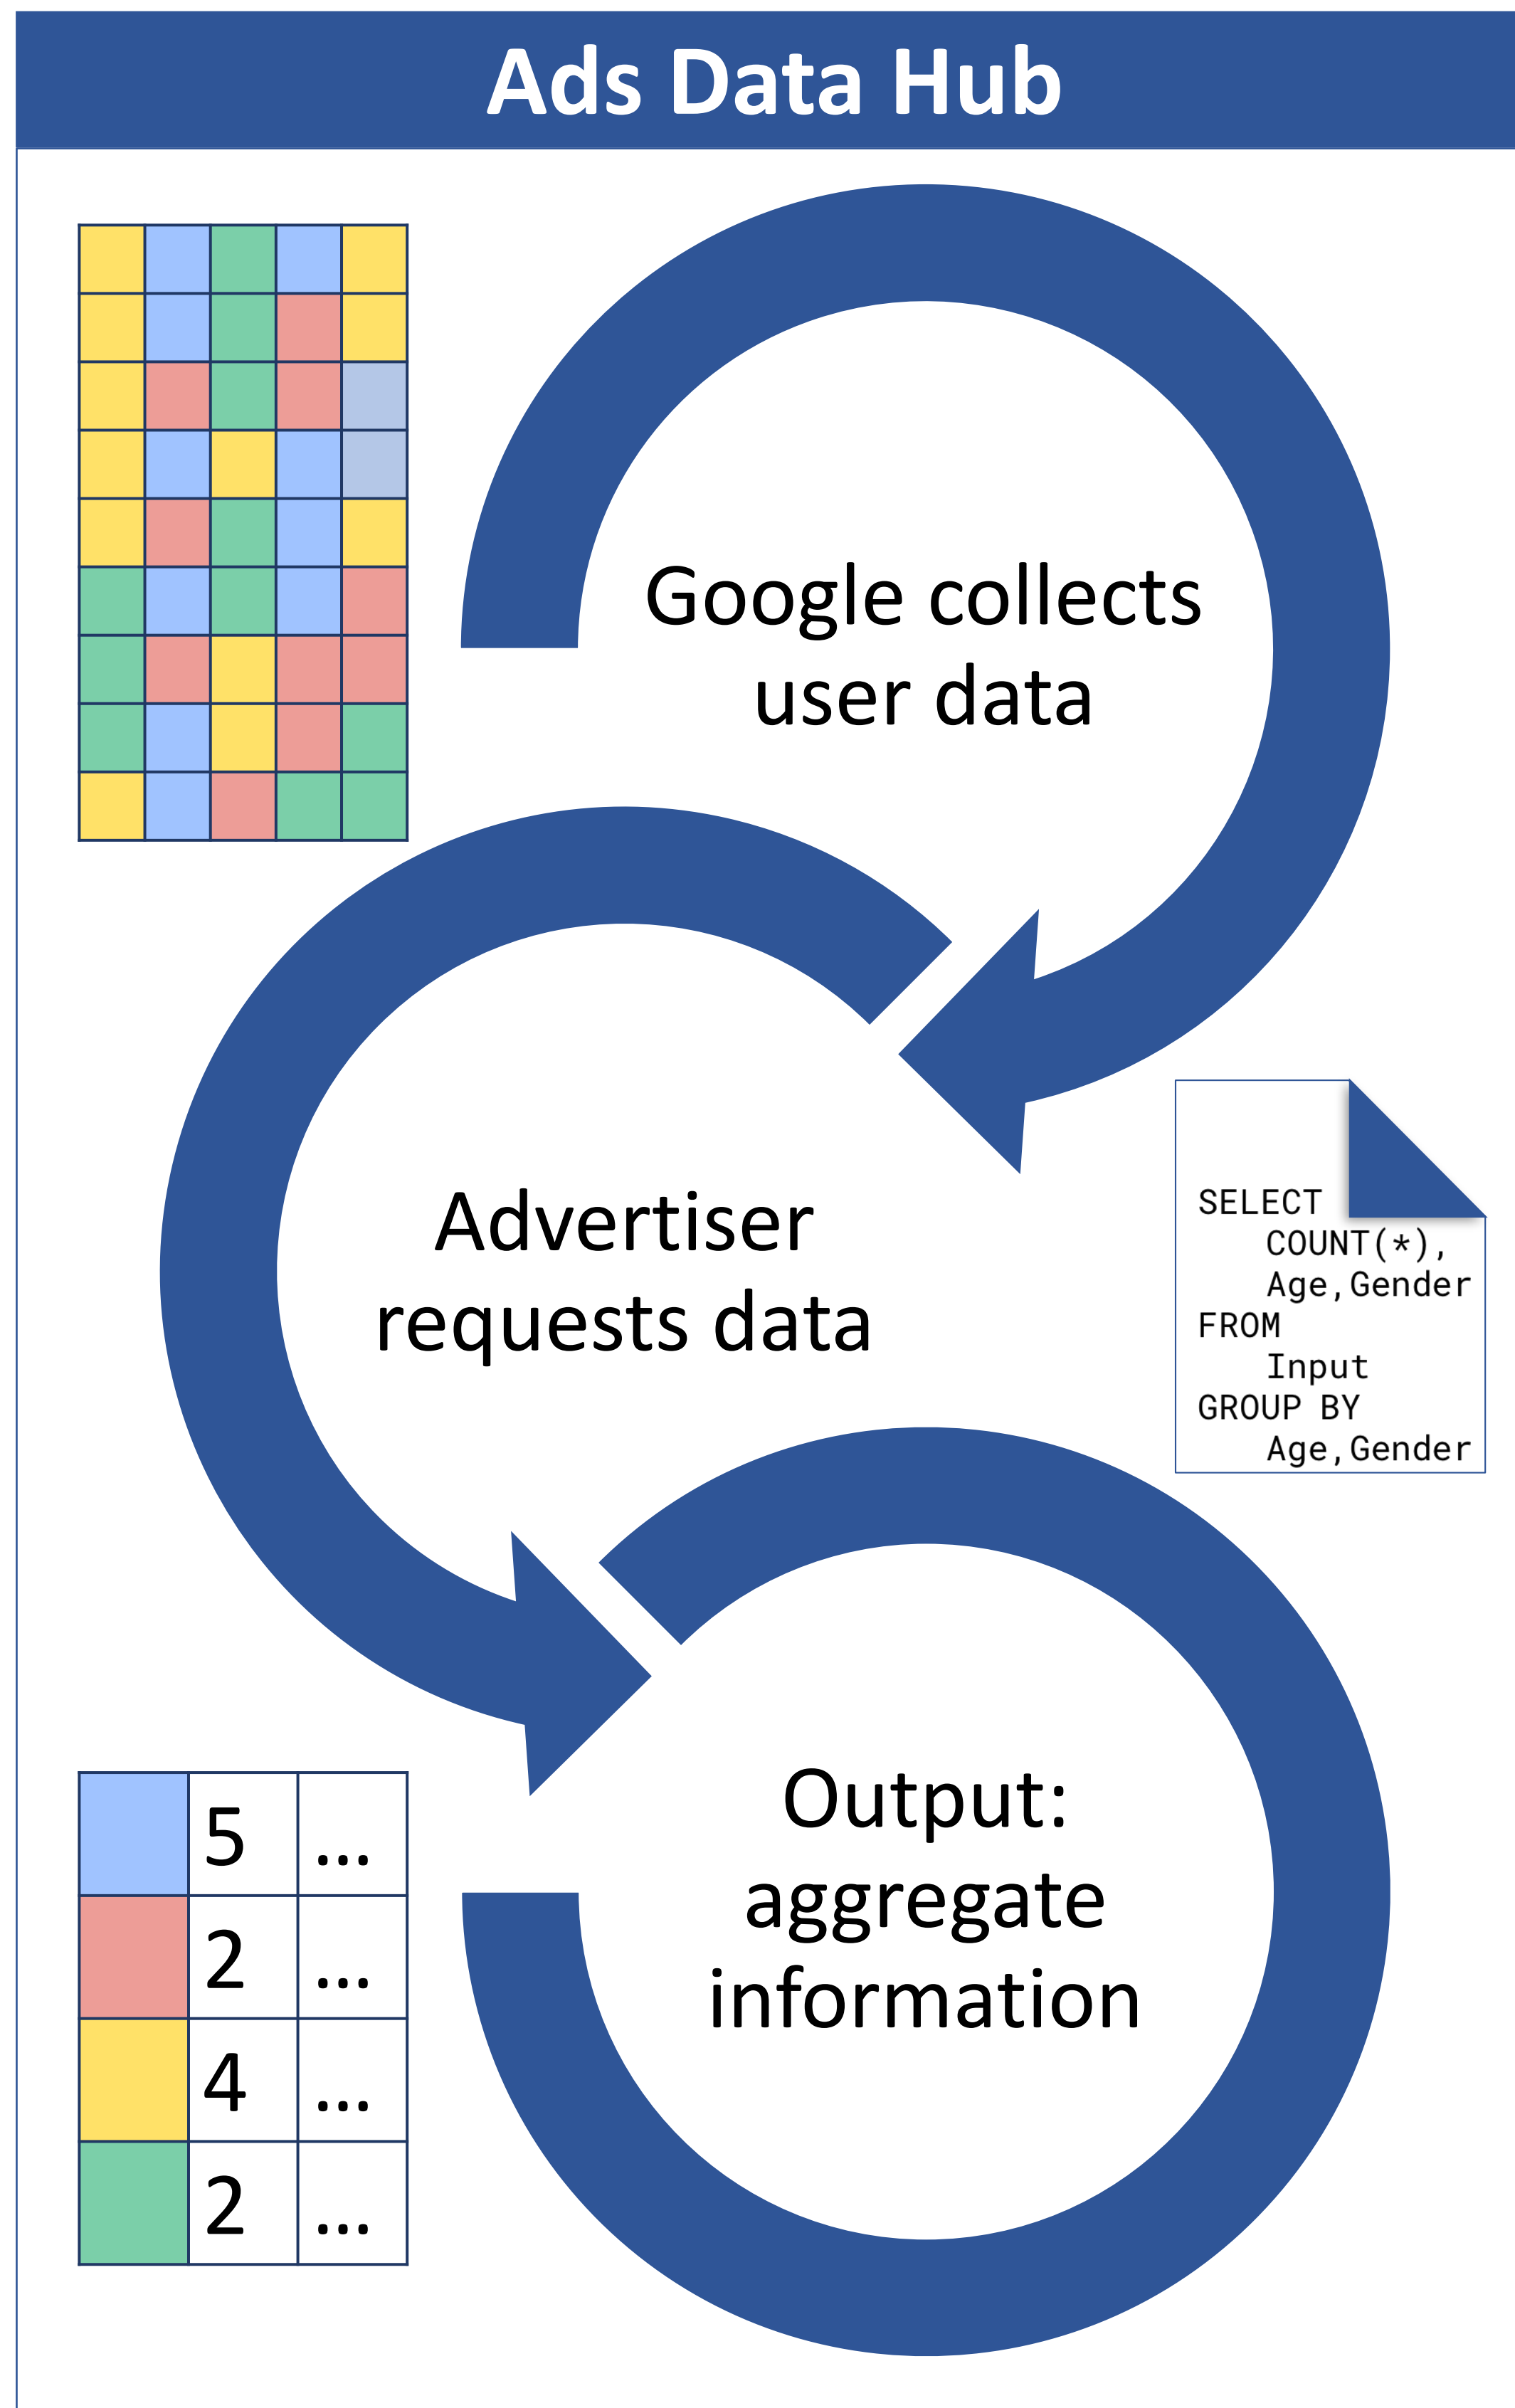 Ads Data Hub
Google collects
user data
Advertiser
requests data
SELECT
COUNT(*),
Age,Gender
FROM
Input
GROUP BY
Age,Gender
Output:
aggregate
information
5 ...
2 ...
4 ...
2 ...